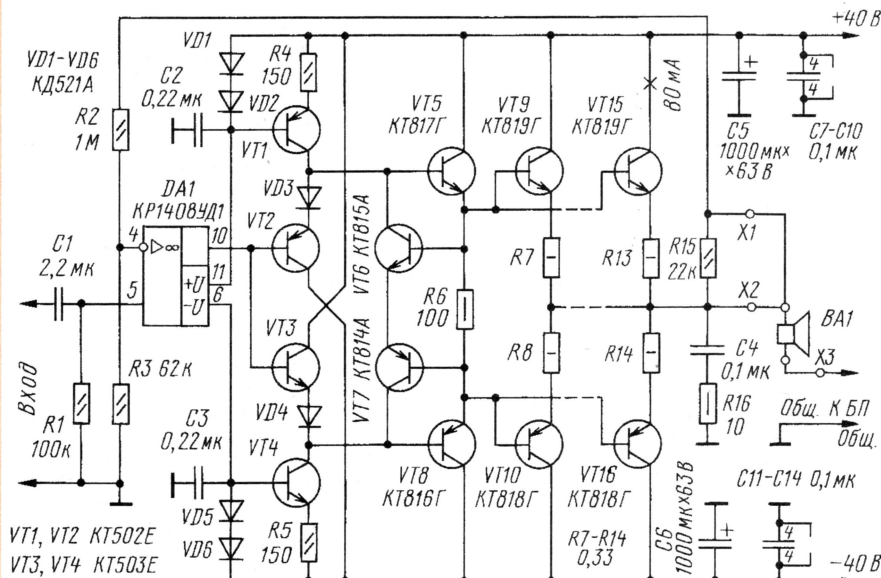 +40 В
VD1-VD6
КД521А
VD1
R4
150
C2
0,22 мк
VD2
VT1
R2
1М
VT5
КТ817Г
VT9
КТ819Г
VT15
КТ819Г
80 мА
+
C5
1000 мк×
×63 В
4
4
C7-C10
0,1 мк
DA1
КР1408УД1
VD3
VT2
VT6 КТ815А
C1
2,2 мк
4
▷∞
10
11
+U
-U
6
5
R7
R13
R15
22к
X1
X2
R6
100
VT3
VT7 КТ814А
R8
R14
C4
0,1 мк
BA1
X3
R3 62к
Вход
R1
100к
VD4
C3
0,22 мк
VT4
R16
10
Общ. К БП
Общ.
VT8
КТ816Г
VT10
КТ818Г
VT16
КТ818Г
C11-C14 0,1 мк
VD5
VD6
R5
150
R7-R14
0,33
C6
1000 мк×63 В
+
4
4
VT1, VT2 КТ502Е
VT3, VT4 КТ503Е
-40 В